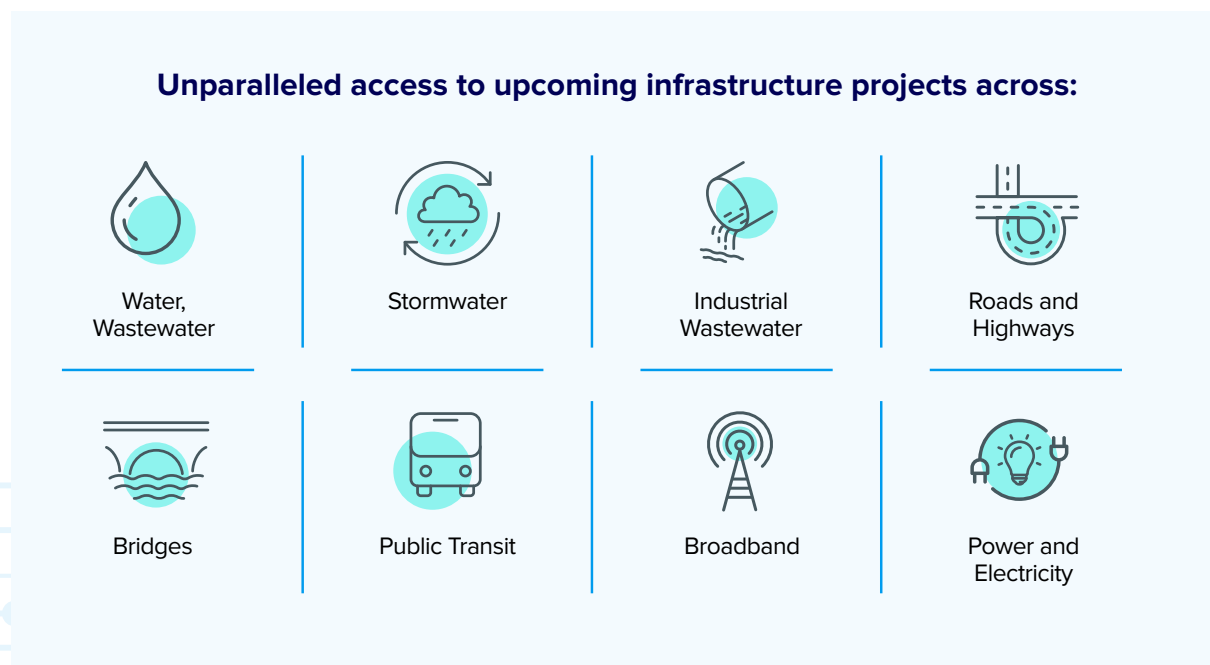 Unparalleled access to upcoming infrastructure projects across:
Water,
Wastewater
Stormwater
Industrial
Wastewater
Roads and
Highways
Bridges
Public Transit
Broadband
Power and
Electricity